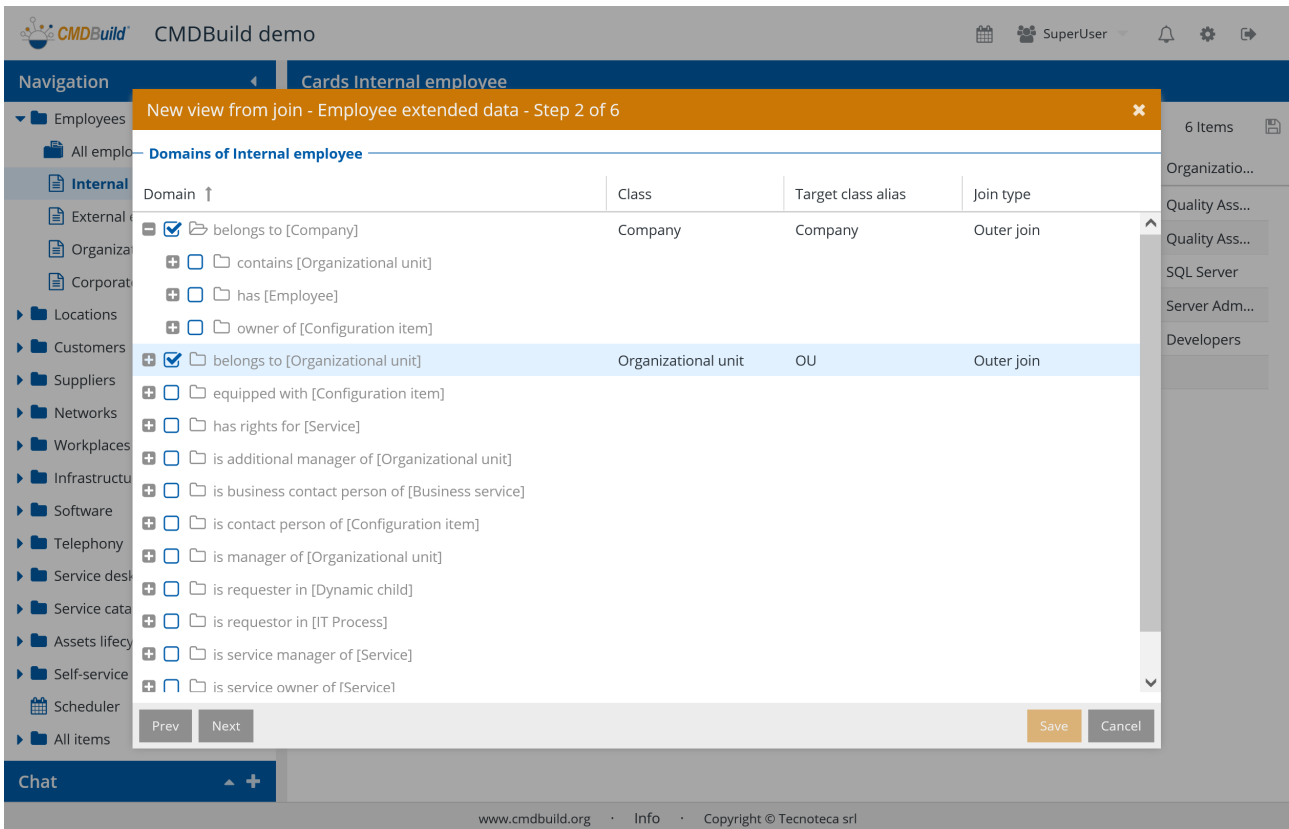 CMDBuild CMDBuild demo SuperUser
Navigation Cards Internal employee
New view from join - Employee extended data - Step 2 of 6
Employees 6 Items
All emplo Domains of Internal employee
Organizatio...
Internal Domain Class Target class alias Join type
External Quality Ass...
belongs to [Company] Company Company Outer join
Organiza Quality Ass...
contains [Organizational unit]
Corporat SQL Server
has [Employee]
Locations Server Adm...
owner of [Configuration item]
Customers Developers
belongs to [Organizational unit] Organizational unit OU Outer join
Suppliers
equipped with [Configuration item]
Networks
has rights for [Service]
Workplaces
is additional manager of [Organizational unit]
Infrastructu
is business contact person of [Business service]
Software
is contact person of [Configuration item]
Telephony
is manager of [Organizational unit]
Service desk
is requester in [Dynamic child]
Service cata
is requestor in [IT Process]
Assets lifecy
is service manager of [Service]
Self-service
is service owner of [Service]
Scheduler
Prev Next Save Cancel
All items
Chat
www.cmdbuild.org · Info · Copyright © Tecnoteca srl